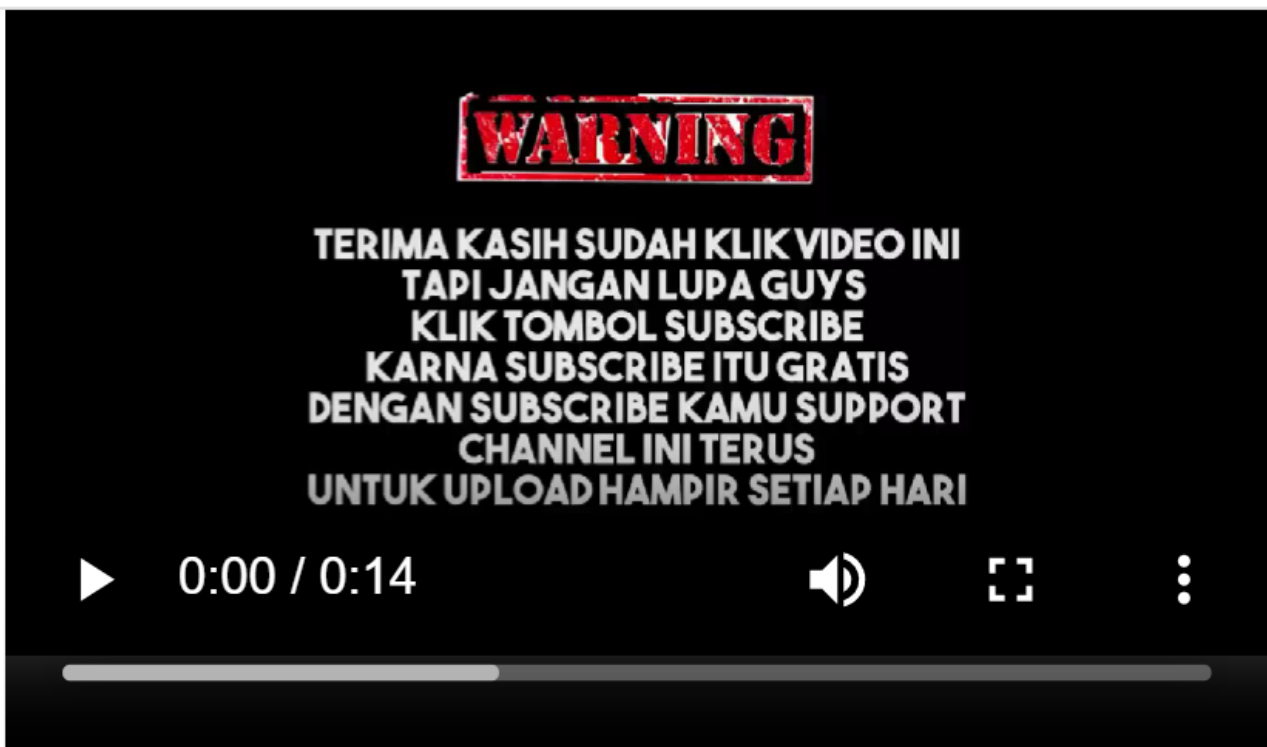 WARNING
TERIMA KASIH SUDAH KLIK VIDEO INI
TAPI JANGAN LUPA GUYS
KLIK TOMBOL SUBSCRIBE
KARNA SUBSCRIBE ITU GRATIS
DENGAN SUBSCRIBE KAMU SUPPORT
CHANNEL INI TERUS
UNTUK UPLOAD HAMPIR SETIAP HARI
0:00 / 0:14